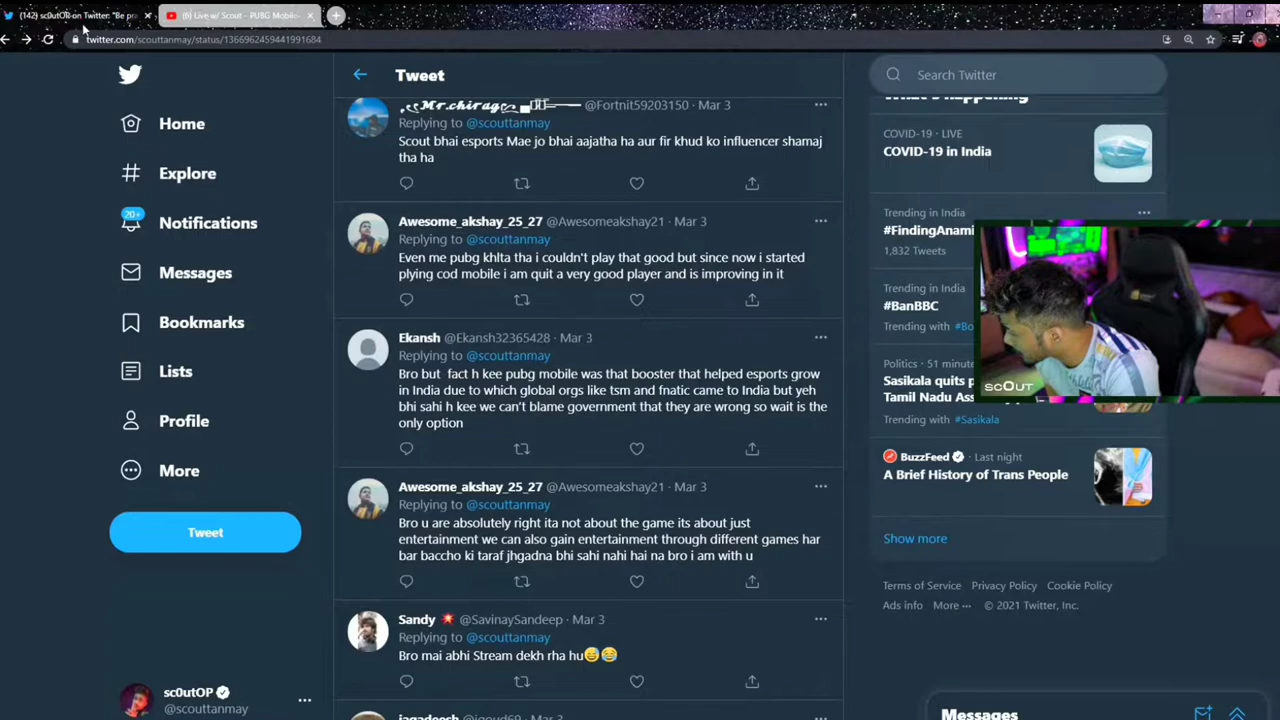 (142) sc0utOP on Twitter: "Be pr
(6) Live w/ Scout - PUBG Mobile
twitter.com/scouttanmay/status/1366962459441991684
Home
Explore
20+
Notifications
Messages
Bookmarks
Lists
Profile
More
Tweet
sc0utOP
@scouttanmay
Tweet
@Fortnit59203150 · Mar 3
Replying to @scouttanmay
Scout bhai esports Mae jo bhai aajatha ha aur fir khud ko influencer shamaj
tha ha
Awesome_akshay_25_27 @Awesomeakshay21 · Mar 3
Replying to @scouttanmay
Even me pubg khlta tha i couldn't play that good but since now i started
plying cod mobile i am quit a very good player and is improving in it
Ekansh @Ekansh32365428 · Mar 3
Replying to @scouttanmay
Bro but fact h kee pubg mobile was that booster that helped esports grow
in India due to which global orgs like tsm and fnatic came to India but yeh
bhi sahi h kee we can't blame government that they are wrong so wait is the
only option
Awesome_akshay_25_27 @Awesomeakshay21 · Mar 3
Replying to @scouttanmay
Bro u are absolutely right ita not about the game its about just
entertainment we can also gain entertainment through different games har
bar baccho ki taraf jhgadna bhi sahi nahi hai na bro i am with u
Sandy 💥 @SavinaySandeep · Mar 3
Replying to @scouttanmay
Bro mai abhi Stream dekh rha hu😅😂
jagadeesh @jgoud69 · Mar 3
Search Twitter
What's happening
COVID-19 · LIVE
COVID-19 in India
Trending in India
#FindingAnami
1,832 Tweets
Trending in India
#BanBBC
Trending with #Bo
Politics · 51 minute
Sasikala quits p
Tamil Nadu Ass
Trending with #Sasikala
BuzzFeed · Last night
A Brief History of Trans People
Show more
Terms of Service Privacy Policy Cookie Policy
Ads info More ··· © 2021 Twitter, Inc.
scOut
Messages